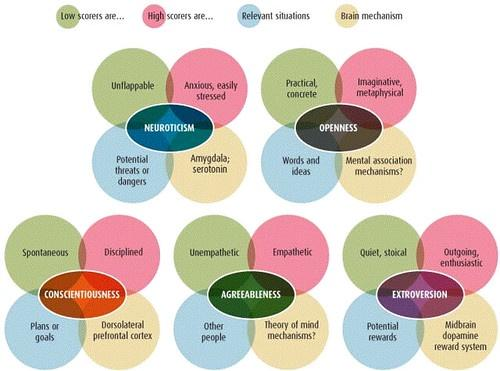 Low scorers are...
High scorers are...
Relevant situations
Brain mechanism
Unflappable
Anxious, easily
stressed
NEUROTICISM
Potential
threats or
dangers
Amygdala;
serotonin
Practical,
concrete
Imaginative,
metaphysical
OPENNESS
Words and
ideas
Mental association
mechanisms?
Spontaneous
Disciplined
CONSCIENTIOUSNESS
Plans or
goals
Dorsolateral
prefrontal cortex
Unempathetic
Empathetic
AGREEABLENESS
Other
people
Theory of mind
mechanisms?
Quiet, stoical
Outgoing,
enthusiastic
EXTROVERSION
Potential
rewards
Midbrain
dopamine
reward system